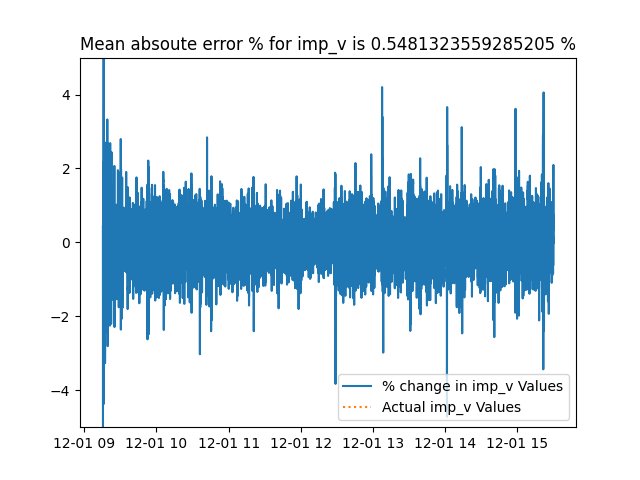 Mean absoute error % for imp_v is 0.5481323559285205 %
4
2
0
−2
−4
% change in imp_v Values
Actual imp_v Values
12-01 09 12-01 10 12-01 11 12-01 12 12-01 13 12-01 14 12-01 15